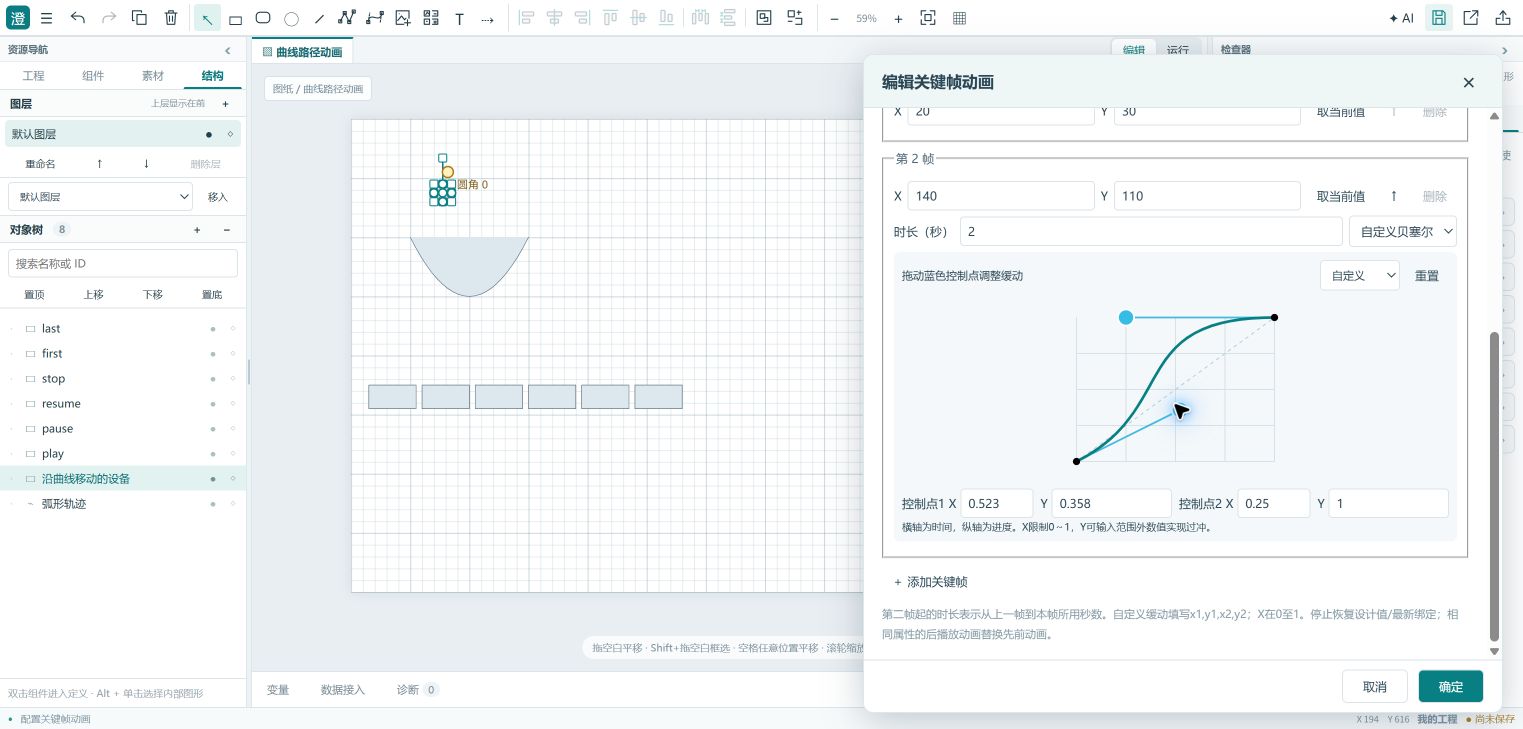 澄 T 59% AI
资源导航
工程 组件 素材 结构
图层 上层显示在前 +
默认图层
重命名 ↑ ↓ 删除层
默认图层 移入
对象树 8 + −
搜索名称或 ID
置顶 上移 下移 置底
last
first
stop
resume
pause
play
沿曲线移动的设备
弧形轨迹
双击组件进入定义 · Alt + 单击选择内部图形
配置关键帧动画
曲线路径动画
编辑 运行
检查器
图纸 / 曲线路径动画
圆角 0
拖空白平移 · Shift+拖空白框选 · 空格任意位置平移 · 滚轮缩放
变量 数据接入 诊断 0
形
使
编辑关键帧动画
X 20 Y 30 取当前值 ↑ 删除
第 2 帧
X 140 Y 110 取当前值 ↑ 删除
时长（秒） 2 自定义贝塞尔
拖动蓝色控制点调整缓动 自定义 重置
控制点1 X 0.523 Y 0.358 控制点2 X 0.25 Y 1
横轴为时间，纵轴为进度。X限制0～1，Y可输入范围外数值实现过冲。
+ 添加关键帧
第二帧起的时长表示从上一帧到本帧所用秒数。自定义缓动填写x1,y1,x2,y2；X在0至1。停止恢复设计值/最新绑定；相
同属性的后播放动画替换先前动画。
取消 确定
X 194 Y 616 我的工程 尚未保存